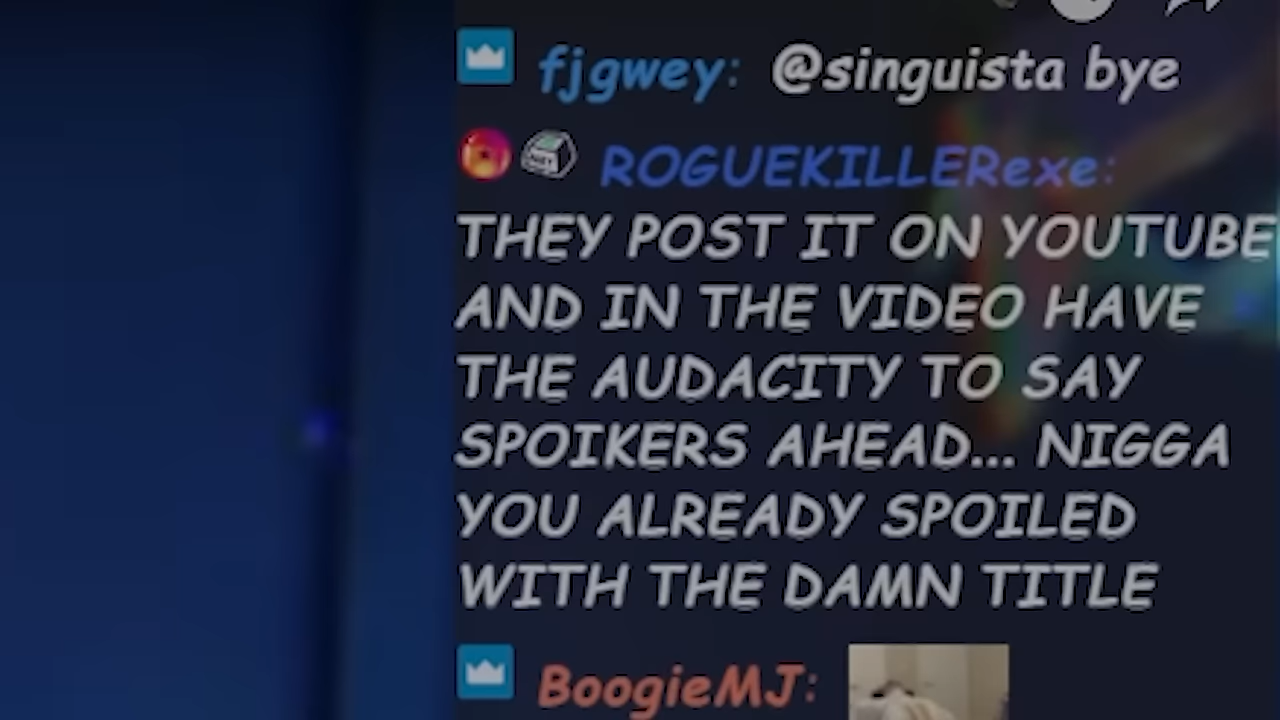 fjgwey: @singuista bye
ROGUEKILLERexe:
THEY POST IT ON YOUTUBE
AND IN THE VIDEO HAVE
THE AUDACITY TO SAY
SPOIKERS AHEAD... NIGGA
YOU ALREADY SPOILED
WITH THE DAMN TITLE
BoogieMJ: